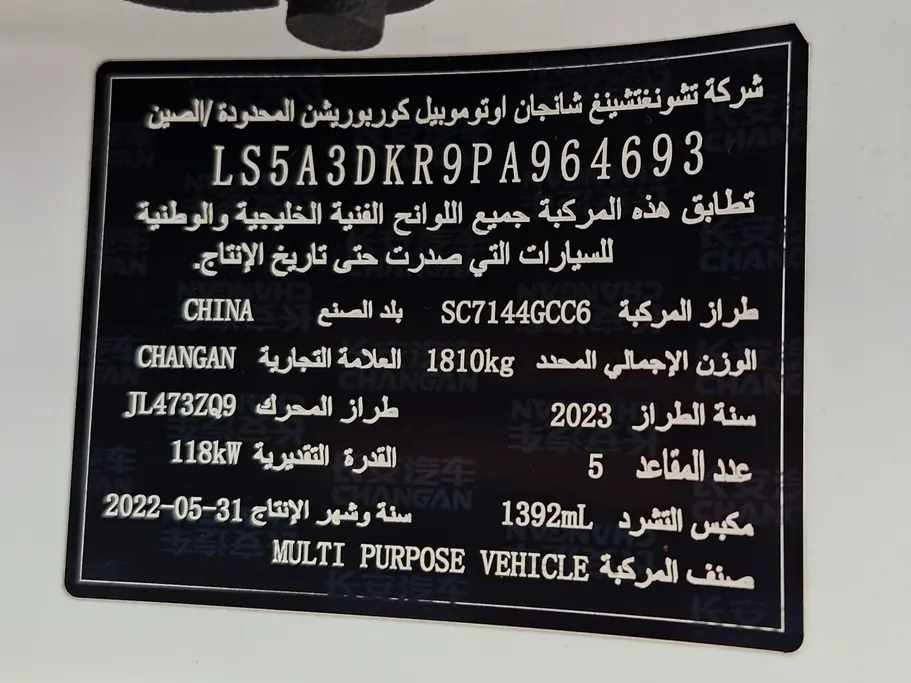 شركة تشونغتشينغ شانجان اوتوموبيل كوربوريشن المحدودة/الصين
LS5A3DKR9PA964693
تطابق هذه المركبة جميع اللوانح الفنية الخليجية والوطنية
للسيارات التي صدرت حتى تاريخ الإنتاج.
طراز المركبة SC7144GCC6 بلد الصنع CHINA
الوزن الإجمالي المحدد 1810kg العلامة التجارية CHANGAN
سنة الطراز 2023 طراز المحرك JL473ZQ9
عدد المقاعد 5 القدرة التقديرية 118kW
مكبس التشرد 1392mL سنة وشهر الإنتاج 2022-05-31
صنف المركبة MULTI PURPOSE VEHICLE